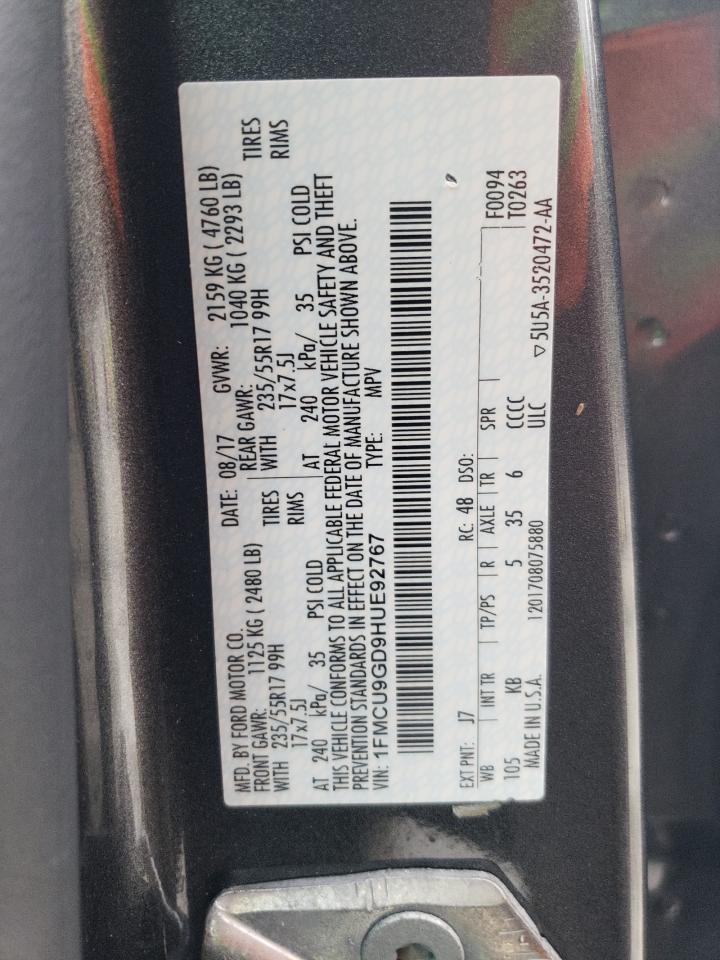 MFD. BY FORD MOTOR CO. DATE: 08/17 GVWR: 2159 KG ( 4760 LB)
FRONT GAWR: 1125 KG ( 2480 LB) REAR GAWR: 1040 KG ( 2293 LB)
WITH 235/55R17 99H TIRES WITH 235/55R17 99H TIRES
17x7.5J RIMS 17x7.5J RIMS
AT 240 kPa/ 35 PSI COLD AT 240 kPa/ 35 PSI COLD
THIS VEHICLE CONFORMS TO ALL APPLICABLE FEDERAL MOTOR VEHICLE SAFETY AND THEFT
PREVENTION STANDARDS IN EFFECT ON THE DATE OF MANUFACTURE SHOWN ABOVE.
VIN: 1FMCU9GD9HUE92767 TYPE: MPV
EXT PNT: J7 RC: 48 DSO: F0094
WB INT TR TP/PS R AXLE TR SPR T0263
105 KB 5 35 6 CCCC
MADE IN U.S.A. 1201708075880 ULC ▽5U5A-3520472-AA